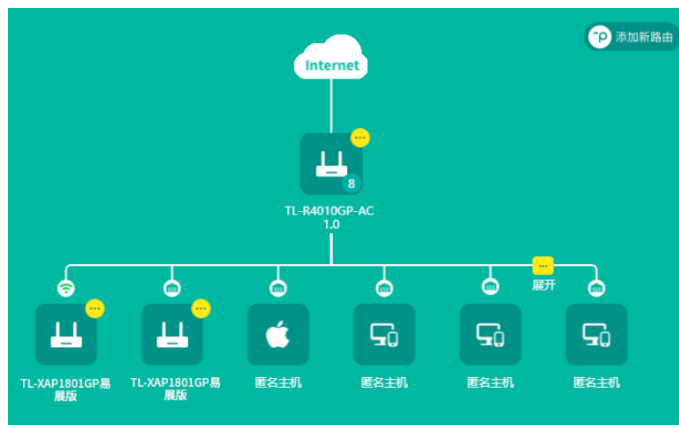 添加新路由
Internet
8
TL-R4010GP-AC
1.0
展开
TL-XAP1801GP易
展版
TL-XAP1801GP易
展版
匿名主机
匿名主机
匿名主机
匿名主机